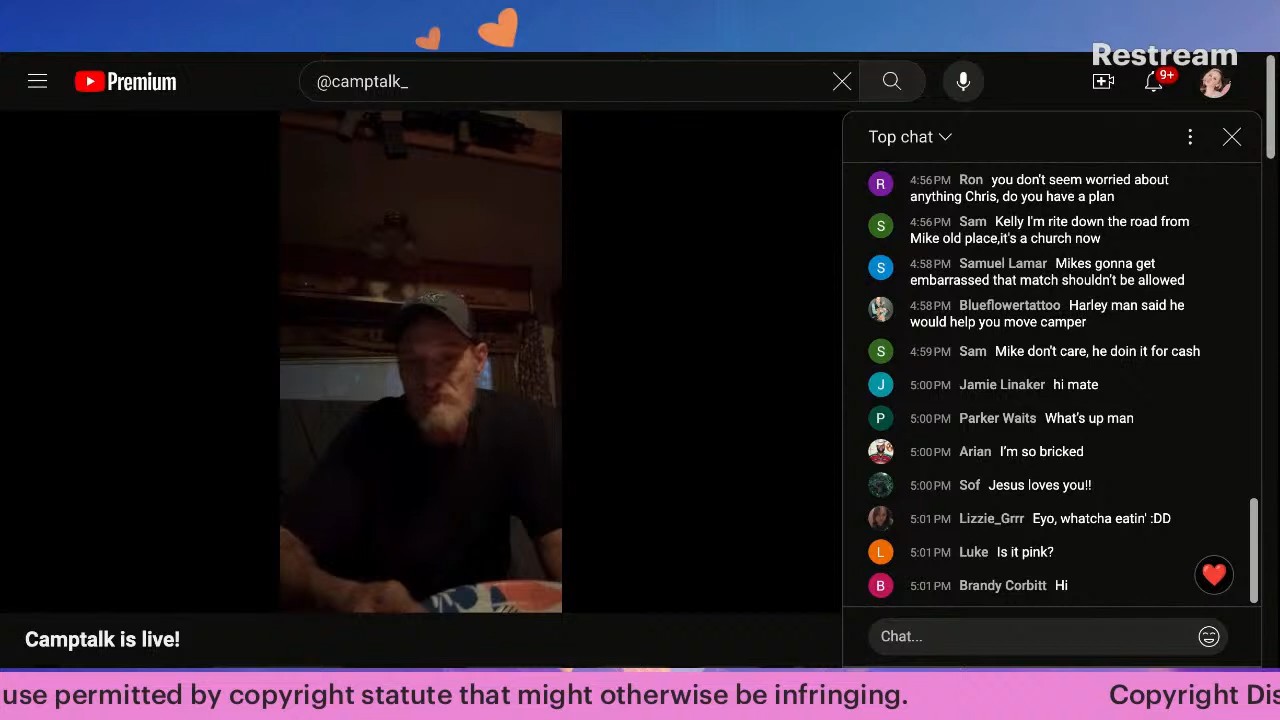 Restream
Premium
@camptalk_
9+
Top chat
R 4:56 PM Ron you don't seem worried about
anything Chris, do you have a plan
S 4:56 PM Sam Kelly I'm rite down the road from
Mike old place,it's a church now
S 4:58 PM Samuel Lamar Mikes gonna get
embarrassed that match shouldn't be allowed
4:58 PM Blueflowertattoo Harley man said he
would help you move camper
S 4:59 PM Sam Mike don't care, he doin it for cash
J 5:00 PM Jamie Linaker hi mate
P 5:00 PM Parker Waits What's up man
5:00 PM Arian I'm so bricked
5:00 PM Sof Jesus loves you!!
5:01 PM Lizzie_Grrr Eyo, whatcha eatin' :DD
L 5:01 PM Luke Is it pink?
B 5:01 PM Brandy Corbitt Hi
Chat...
Camptalk is live!
use permitted by copyright statute that might otherwise be infringing. Copyright Dis